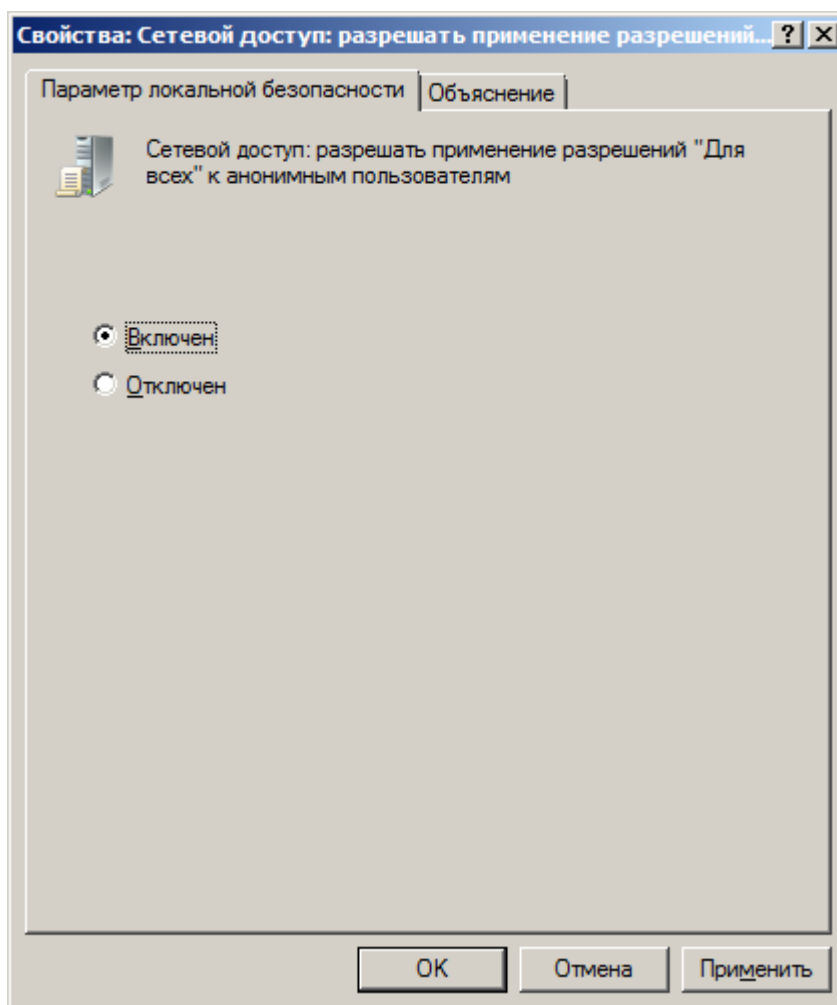 Свойства: Сетевой доступ: разрешать применение разрешений...
Параметр локальной безопасности
Объяснение
Сетевой доступ: разрешать применение разрешений "Для
всех" к анонимным пользователям
Включен
Отключен
OK
Отмена
Применить